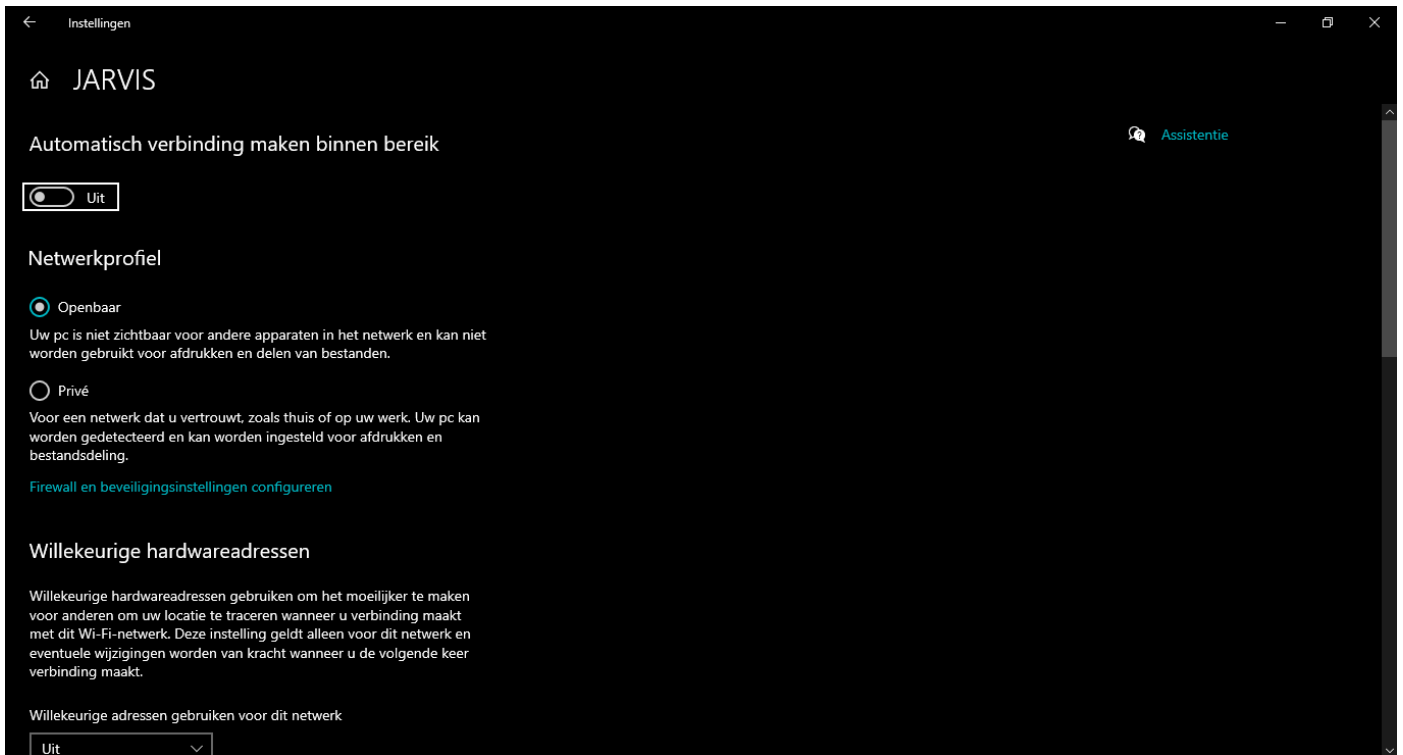 Instellingen
JARVIS
Automatisch verbinding maken binnen bereik
Assistentie
Uit
Netwerkprofiel
Openbaar
Uw pc is niet zichtbaar voor andere apparaten in het netwerk en kan niet
worden gebruikt voor afdrukken en delen van bestanden.
Privé
Voor een netwerk dat u vertrouwt, zoals thuis of op uw werk. Uw pc kan
worden gedetecteerd en kan worden ingesteld voor afdrukken en
bestandsdeling.
Firewall en beveiligingsinstellingen configureren
Willekeurige hardwareadressen
Willekeurige hardwareadressen gebruiken om het moeilijker te maken
voor anderen om uw locatie te traceren wanneer u verbinding maakt
met dit Wi-Fi-netwerk. Deze instelling geldt alleen voor dit netwerk en
eventuele wijzigingen worden van kracht wanneer u de volgende keer
verbinding maakt.
Willekeurige adressen gebruiken voor dit netwerk
Uit